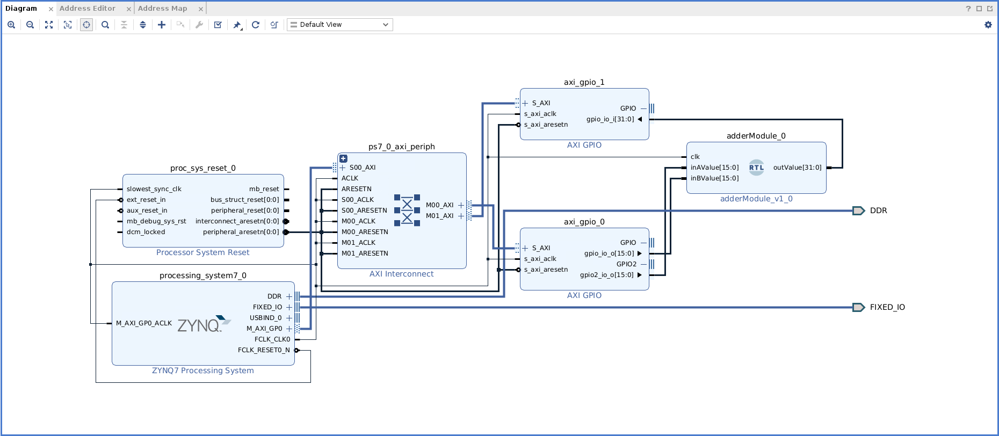 Diagram
Address Editor
Address Map
Default View
axi_gpio_1
S_AXI
s_axi_aclk
s_axi_aresetn
GPIO
gpio_io_i[31:0]
AXI GPIO
adderModule_0
clk
inAValue[15:0]
inBValue[15:0]
RTL
outValue[31:0]
adderModule_v1_0
ps7_0_axi_periph
S00_AXI
ACLK
ARESETN
S00_ACLK
S00_ARESETN
M00_ACLK
M00_ARESETN
M01_ACLK
M01_ARESETN
M00_AXI
M01_AXI
AXI Interconnect
proc_sys_reset_0
slowest_sync_clk
ext_reset_in
aux_reset_in
mb_debug_sys_rst
dcm_locked
mb_reset
bus_struct_reset[0:0]
peripheral_reset[0:0]
interconnect_aresetn[0:0]
peripheral_aresetn[0:0]
Processor System Reset
axi_gpio_0
S_AXI
s_axi_aclk
s_axi_aresetn
GPIO
gpio_io_o[15:0]
GPIO2
gpio2_io_o[15:0]
AXI GPIO
DDR
FIXED_IO
processing_system7_0
M_AXI_GP0_ACLK
ZYNQ
DDR
FIXED_IO
USBIND_0
M_AXI_GP0
FCLK_CLK0
FCLK_RESET0_N
ZYNQ7 Processing System